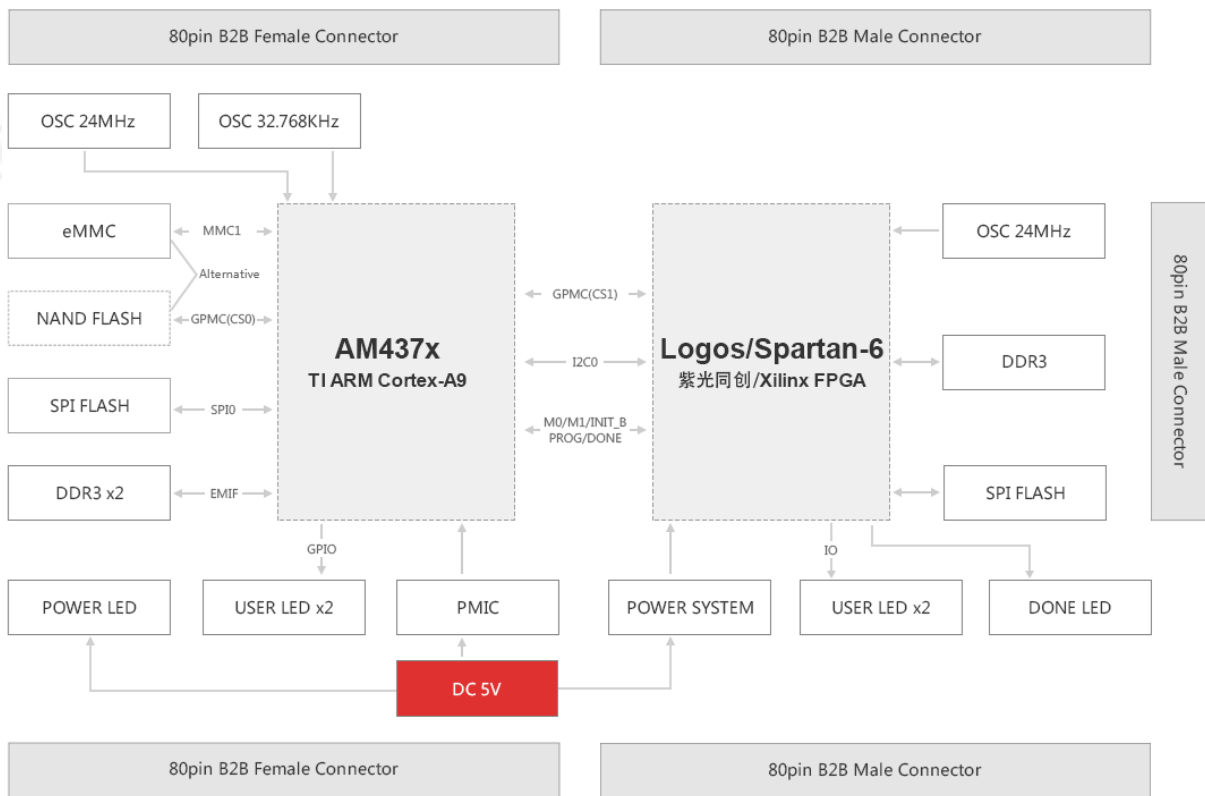 80pin B2B Female Connector
80pin B2B Male Connector
OSC 24MHz
OSC 32.768KHz
eMMC
MMC1
Alternative
NAND FLASH
GPMC(CS0)
SPI FLASH
SPI0
DDR3 x2
EMIF
AM437x
TI ARM Cortex-A9
GPMC(CS1)
I2C0
M0/M1/INIT_B
PROG/DONE
Logos/Spartan-6
紫光同创/Xilinx FPGA
OSC 24MHz
DDR3
SPI FLASH
80pin B2B Male Connector
GPIO
IO
POWER LED
USER LED x2
PMIC
POWER SYSTEM
USER LED x2
DONE LED
DC 5V
80pin B2B Female Connector
80pin B2B Male Connector